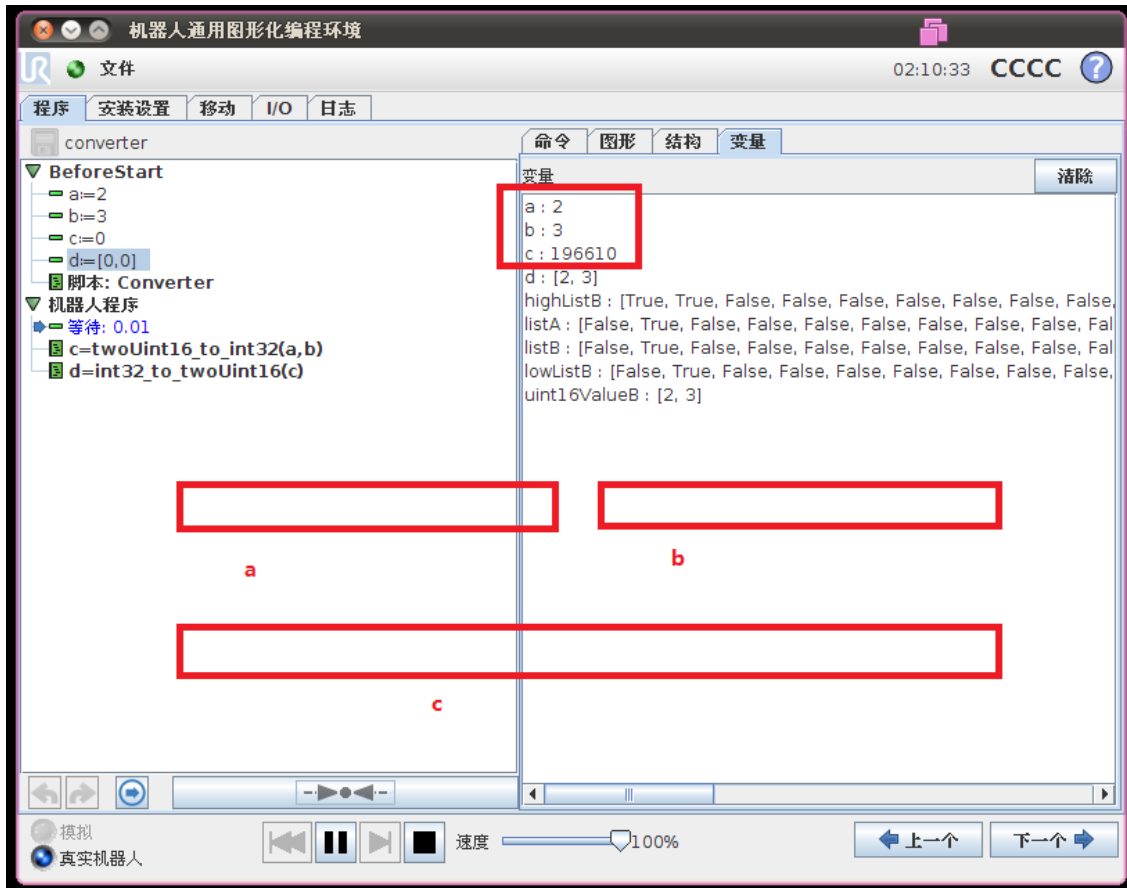 机器人通用图形化编程环境
文件
02:10:33 CCCC ?
程序 安装设置 移动 I/O 日志
converter
命令 图形 结构 变量
BeforeStart
a:=2
b:=3
c:=0
d:=[0,0]
脚本: Converter
机器人程序
等待: 0.01
c=twoUint16_to_int32(a,b)
d=int32_to_twoUint16(c)
变量
清除
a : 2
b : 3
c : 196610
d : [2, 3]
highListB : [True, True, False, False, False, False, False, False, False,
listA : [False, True, False, False, False, False, False, False, False, Fal
listB : [False, True, False, False, False, False, False, False, False, Fal
lowListB : [False, True, False, False, False, False, False, False, False,
uint16ValueB : [2, 3]
a
b
c
模拟
真实机器人
速度
100%
上一个
下一个